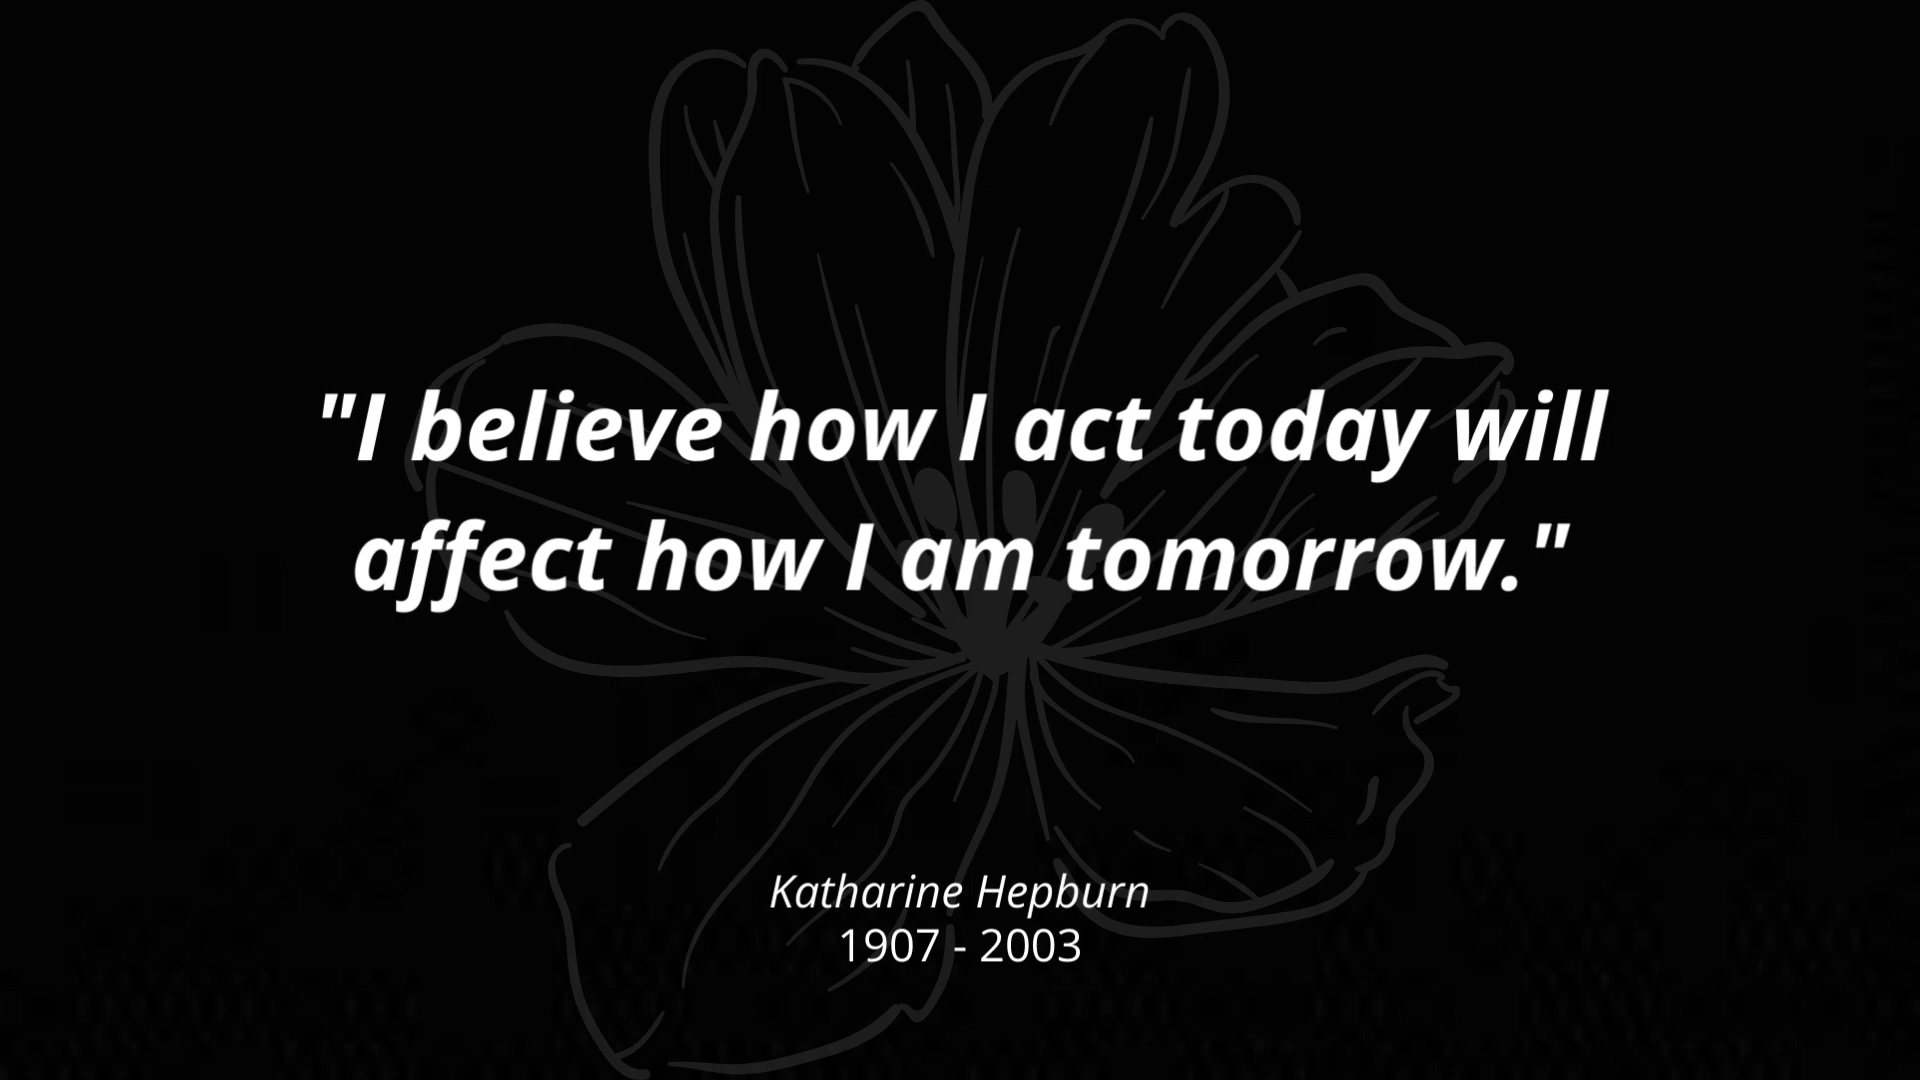 "I believe how I act today will
affect how I am tomorrow."
Katharine Hepburn
1907 - 2003